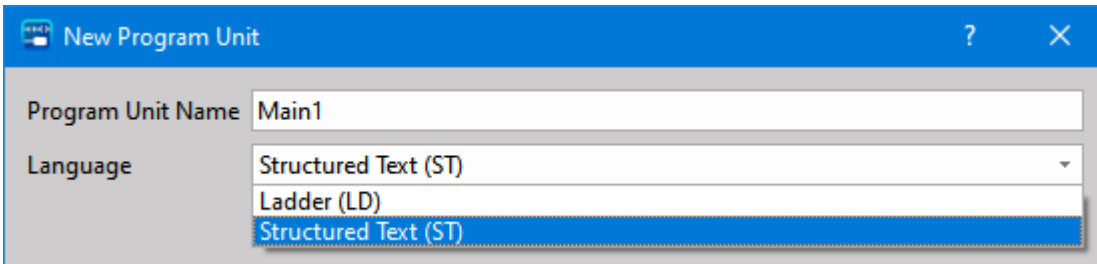 New Program Unit ?
Program Unit Name Main1
Language Structured Text (ST)
Ladder (LD)
Structured Text (ST)